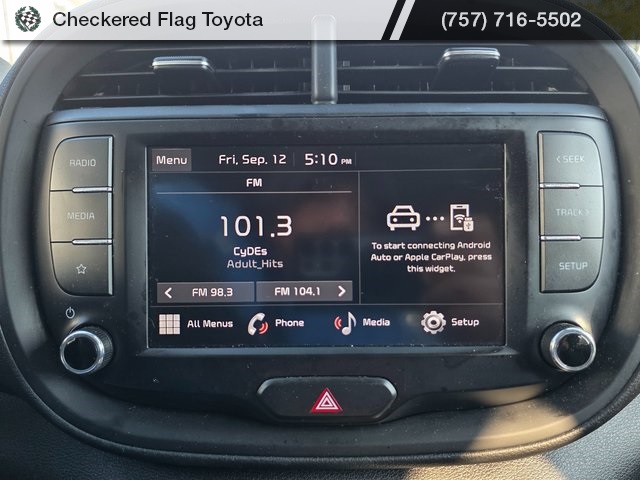 Checkered Flag Toyota
(757) 716-5502
RADIO
MEDIA
< SEEK
TRACK >
SETUP
Menu
Fri, Sep. 12
5:10 PM
FM
101.3
CyDEs
Adult_Hits
< FM 98.3
FM 104.1 >
To start connecting Android
Auto or Apple CarPlay, press
this widget.
All Menus
Phone
Media
Setup